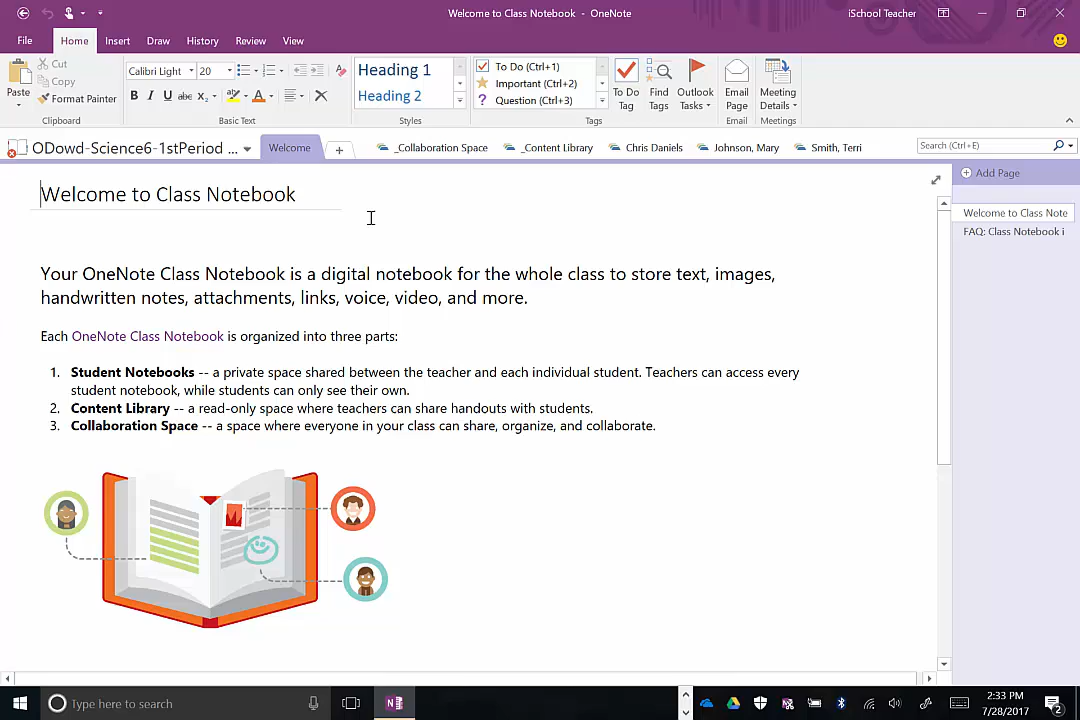 Welcome to Class Notebook - OneNote
iSchool Teacher
File Home Insert Draw History Review View
Paste
Cut
Copy
Format Painter
Clipboard
Calibri Light 20
B I U abc X₂
A
Basic Text
Heading 1
Heading 2
Styles
To Do (Ctrl+1)
Important (Ctrl+2)
? Question (Ctrl+3)
To Do Tag
Find Tags
Outlook Tasks
Tags
Email Page
Email
Meeting Details
Meetings
ODowd-Science6-1stPeriod ...
Welcome
+
_Collaboration Space
_Content Library
Chris Daniels
Johnson, Mary
Smith, Terri
Search (Ctrl+E)
Add Page
Welcome to Class Note
FAQ: Class Notebook i
Welcome to Class Notebook
Your OneNote Class Notebook is a digital notebook for the whole class to store text, images,
handwritten notes, attachments, links, voice, video, and more.
Each OneNote Class Notebook is organized into three parts:
1. Student Notebooks -- a private space shared between the teacher and each individual student. Teachers can access every
student notebook, while students can only see their own.
2. Content Library -- a read-only space where teachers can share handouts with students.
3. Collaboration Space -- a space where everyone in your class can share, organize, and collaborate.
Type here to search
N
2:33 PM
7/28/2017
2